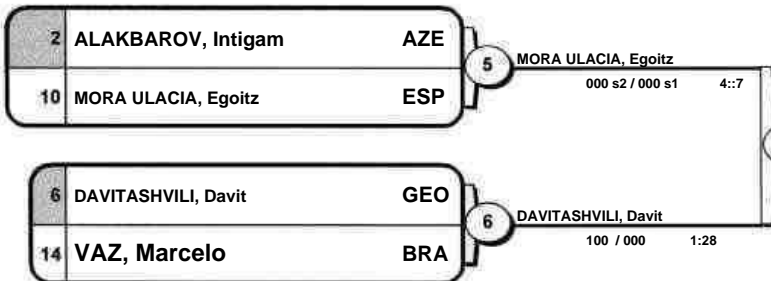 2 ALAKBAROV, Intigam AZE
10 MORA ULACIA, Egoitz ESP
5 MORA ULACIA, Egoitz
000 s2 / 000 s1 4::7
6 DAVITASHVILI, Davit GEO
14 VAZ, Marcelo BRA
6 DAVITASHVILI, Davit
100 / 000 1:28